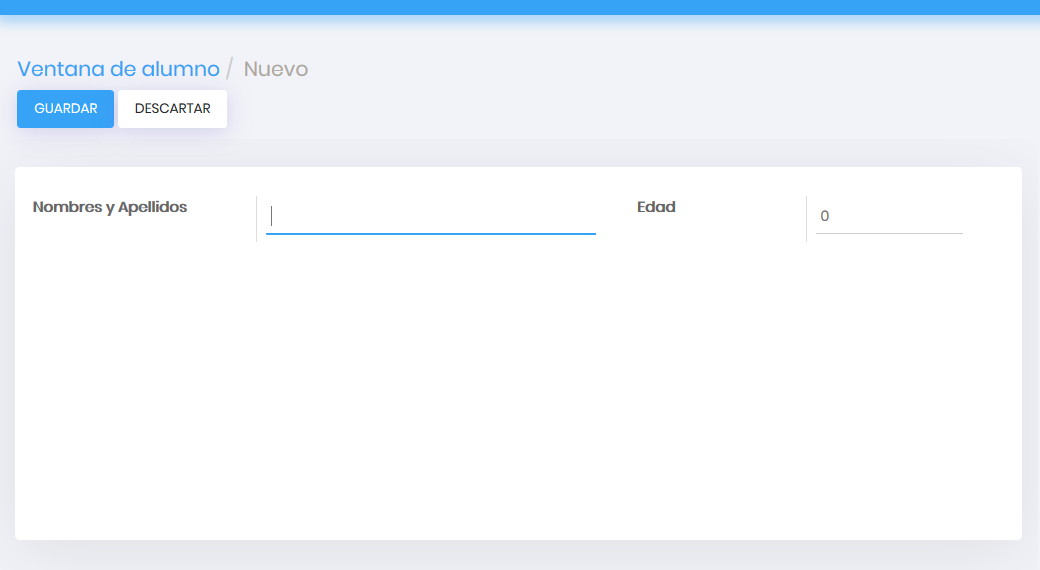 Ventana de alumno / Nuevo
GUARDAR DESCARTAR
Nombres y Apellidos Edad 0